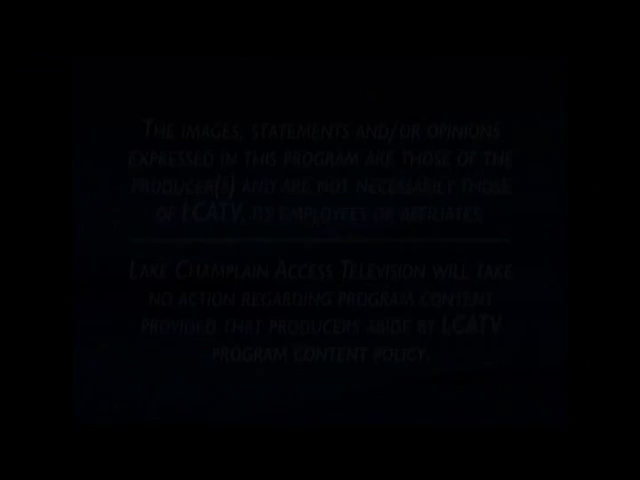 THE IMAGES, STATEMENTS AND/OR OPINIONS
EXPRESSED IN THIS PROGRAM ARE THOSE OF THE
PRODUCER(S) AND ARE NOT NECESSARILY THOSE
OF LCATV, ITS EMPLOYEES OR AFFILIATES.
LAKE CHAMPLAIN ACCESS TELEVISION WILL TAKE
NO ACTION REGARDING PROGRAM CONTENT
PROVIDED THAT PRODUCERS ABIDE BY LCATV
PROGRAM CONTENT POLICY.